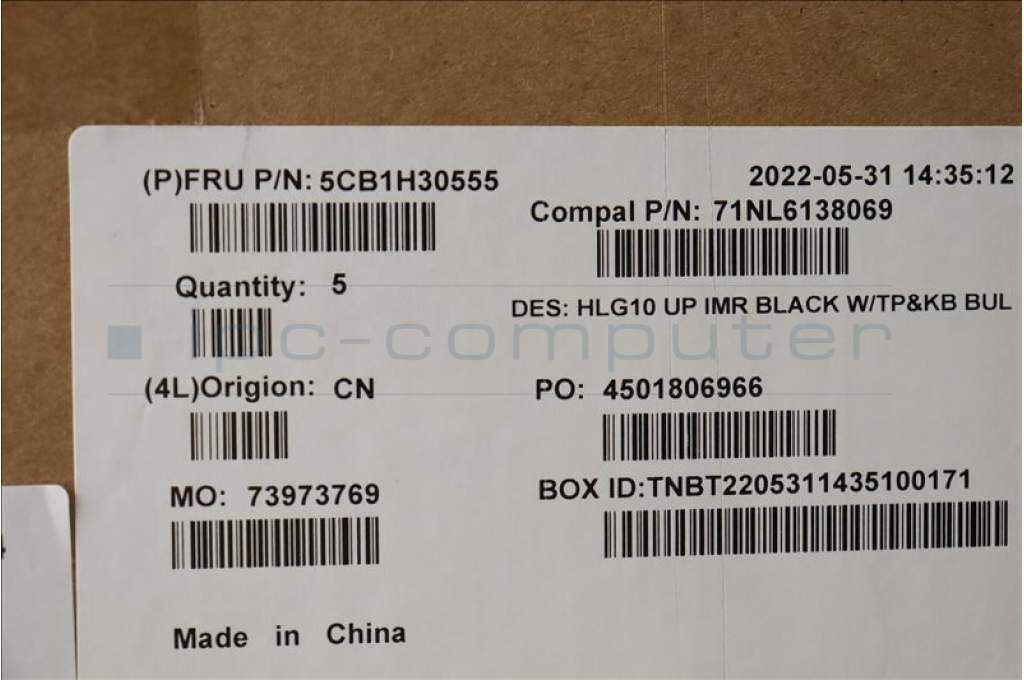 (P)FRU P/N: 5CB1H30555
2022-05-31 14:35:12
Compal P/N: 71NL6138069
Quantity: 5
DES: HLG10 UP IMR BLACK W/TP&KB BUL
ipc-computer
(4L)Origion: CN
PO: 4501806966
MO: 73973769
BOX ID:TNBT2205311435100171
Made in China